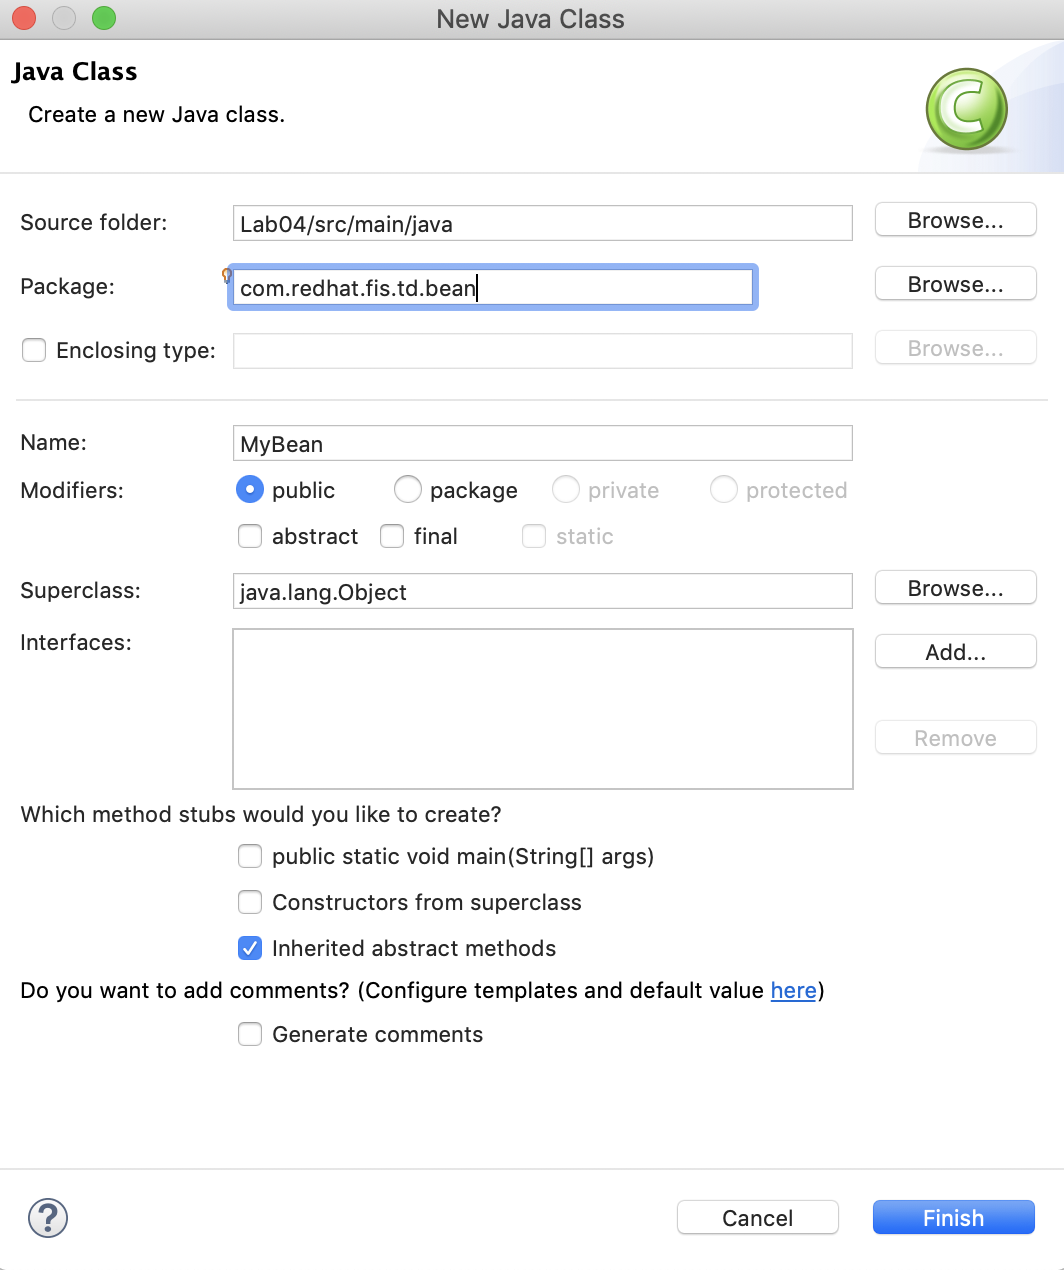 New Java Class
Java Class
Create a new Java class.
Source folder: Lab04/src/main/java Browse...
Package: com.redhat.fis.td.bean Browse...
Enclosing type: Browse...
Name: MyBean
Modifiers: public package private protected
abstract final static
Superclass: java.lang.Object Browse...
Interfaces: Add...
Remove
Which method stubs would you like to create?
public static void main(String[] args)
Constructors from superclass
Inherited abstract methods
Do you want to add comments? (Configure templates and default value here)
Generate comments
? Cancel Finish